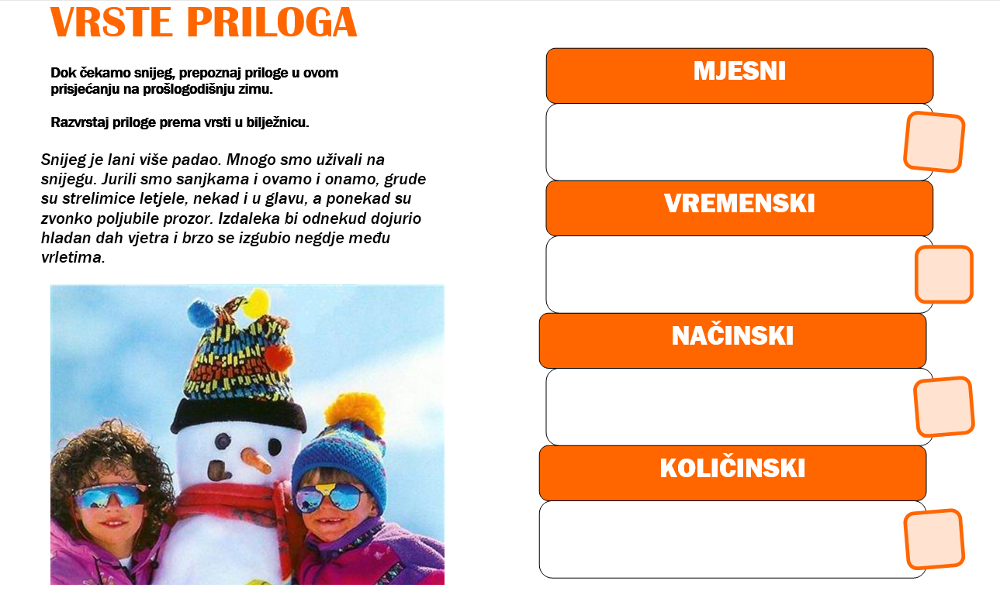 VRSTE PRILOGA
Dok čekamo snijeg, prepoznaj priloge u ovom
prisjećanju na prošlogodišnju zimu.
Razvrstaj priloge prema vrsti u bilježnicu.
Snijeg je lani više padao. Mnogo smo uživali na
snijegu. Jurili smo sanjkama i ovamo i onamo, grude
su strelimice letjele, nekad i u glavu, a ponekad su
zvonko poljubile prozor. Izdaleka bi odnekud dojurio
hladan dah vjetra i brzo se izgubio negdje među
vrletima.
MJESNI
VREMENSKI
NAČINSKI
KOLIČINSKI